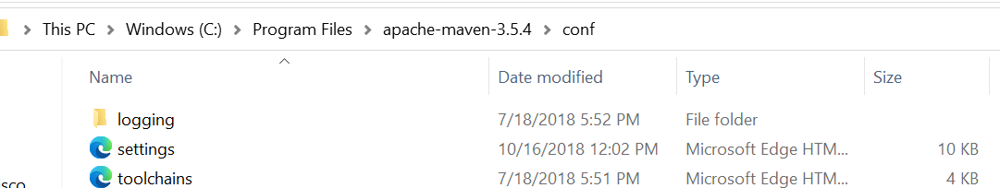 This PC > Windows (C:) > Program Files > apache-maven-3.5.4 > conf
Name Date modified Type Size
logging 7/18/2018 5:52 PM File folder
settings 10/16/2018 12:02 PM Microsoft Edge HTM... 10 KB
toolchains 7/18/2018 5:51 PM Microsoft Edge HTM... 4 KB
sco